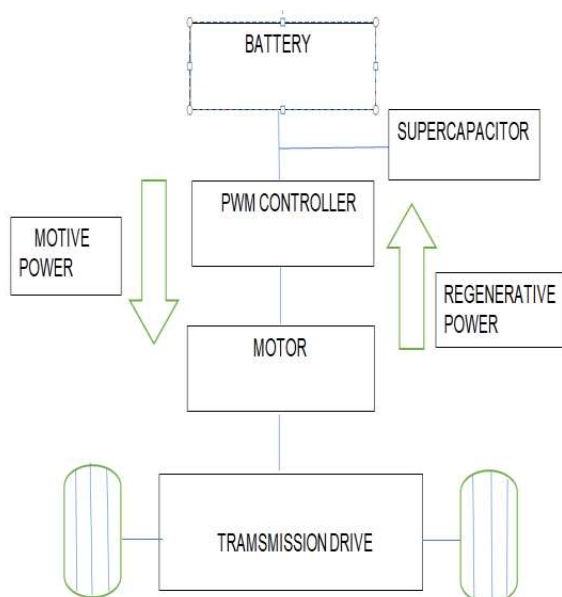 BATTERY
SUPERCAPACITOR
PWM CONTROLLER
MOTIVE
POWER
REGENERATIVE
POWER
MOTOR
TRAMSMISSION DRIVE